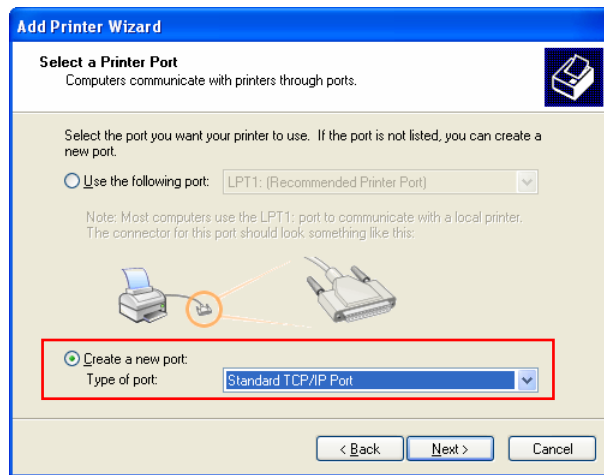 Add Printer Wizard
Select a Printer Port
Computers communicate with printers through ports.
Select the port you want your printer to use. If the port is not listed, you can create a
new port.
Use the following port: LPT1: (Recommended Printer Port)
Note: Most computers use the LPT1: port to communicate with a local printer.
The connector for this port should look something like this:
Create a new port:
Type of port: Standard TCP/IP Port
< Back Next > Cancel